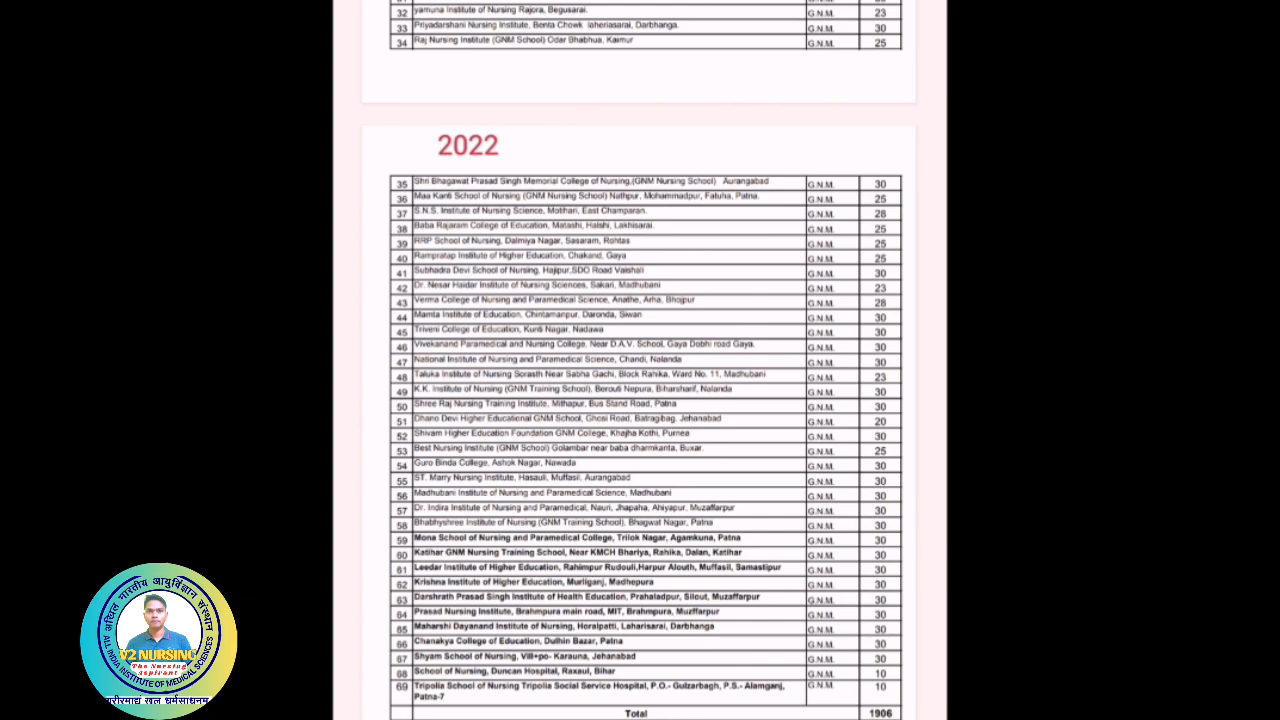 32 yamuna Institute of Nursing Rajora, Begusarai. G.N.M. 23
33 Priyadarshani Nursing Institute, Benta Chowk laheriasarai, Darbhanga. G.N.M. 30
34 Raj Nursing Institute (GNM School) Odar Bhabhua, Kaimur G.N.M. 25
2022
35 Shri Bhagawat Prasad Singh Memorial College of Nursing,(GNM Nursing School) Aurangabad G.N.M. 30
36 Maa Kanti School of Nursing (GNM Nursing School) Nathpur, Mohammadpur, Fatuha, Patna. G.N.M. 25
37 S.N.S. Institute of Nursing Science, Motihari, East Champaran. G.N.M. 28
38 Baba Rajaram College of Education, Matashi, Halshi, Lakhisarai. G.N.M. 25
39 RRP School of Nursing, Dalmiya Nagar, Sasaram, Rohtas G.N.M. 25
40 Rampratap Institute of Higher Education, Chakand, Gaya G.N.M. 25
41 Subhadra Devi School of Nursing, Hajipur,SDO Road Vaishali G.N.M. 30
42 Dr. Nesar Haidar Institute of Nursing Sciences, Sakari, Madhubani G.N.M. 23
43 Verma College of Nursing and Paramedical Science, Anathe, Arha, Bhojpur G.N.M. 28
44 Mamta Institute of Education, Chintamanpur, Daronda, Siwan G.N.M. 30
45 Triveni College of Education, Kunti Nagar, Nadawa G.N.M. 30
46 Vivekanand Paramedical and Nursing College, Near D.A.V. School, Gaya Dobhi road Gaya. G.N.M. 30
47 National Institute of Nursing and Paramedical Science, Chandi, Nalanda G.N.M. 30
48 Taluka Institute of Nursing Sorasth Near Sabha Gachi, Block Rahika, Ward No. 11, Madhubani G.N.M. 23
49 K.K. Institute of Nursing (GNM Training School), Berouti Nepura, Biharsharif, Nalanda G.N.M. 30
50 Shree Raj Nursing Training Institute, Mithapur, Bus Stand Road, Patna G.N.M. 30
51 Dhano Devi Higher Educational GNM School, Ghosi Road, Batragibag, Jehanabad G.N.M. 20
52 Shivam Higher Education Foundation GNM College, Khajha Kothi, Purnea G.N.M. 30
53 Best Nursing Institute (GNM School) Golambar near baba dharmkanta, Buxar. G.N.M. 25
54 Guro Binda College, Ashok Nagar, Nawada G.N.M. 30
55 ST. Marry Nursing Institute, Hasauli, Muffasil, Aurangabad G.N.M. 30
56 Madhubani Institute of Nursing and Paramedical Science, Madhubani G.N.M. 30
57 Dr. Indira Institute of Nursing and Paramedical, Nauri, Jhapaha, Ahiyapur, Muzaffarpur G.N.M. 30
58 Bhabhyshree Institute of Nursing (GNM Training School), Bhagwat Nagar, Patna G.N.M. 30
59 Mona School of Nursing and Paramedical College, Trilok Nagar, Agamkuna, Patna G.N.M. 30
60 Katihar GNM Nursing Training School, Near KMCH Bhariya, Rahika, Dalan, Katihar G.N.M. 30
61 Leedar Institute of Higher Education, Rahimpur Rudouli,Harpur Alouth, Muffasil, Samastipur G.N.M. 30
62 Krishna Institute of Higher Education, Murliganj, Madhepura G.N.M. 30
63 Darshrath Prasad Singh Institute of Health Education, Prahaladpur, Silout, Muzaffarpur G.N.M. 30
64 Prasad Nursing Institute, Brahmpura main road, MIT, Brahmpura, Muzffarpur G.N.M. 30
65 Maharshi Dayanand Institute of Nursing, Horalpatti, Laharisarai, Darbhanga G.N.M. 30
66 Chanakya College of Education, Dulhin Bazar, Patna G.N.M. 30
67 Shyam School of Nursing, Vill+po- Karauna, Jehanabad G.N.M. 30
68 School of Nursing, Duncan Hospital, Raxaul, Bihar G.N.M. 10
69 Tripolia School of Nursing Tripolia Social Service Hospital, P.O.- Gulzarbagh, P.S.- Alamganj, G.N.M. 10
Patna-7
Total 1906
अखिल भारतीय आयुर्विज्ञान संस्थान
V2 NURSING
The Nursing
Aspirant
ALL INDIA INSTITUTE OF MEDICAL SCIENCES
शरीरमाद्यं खलु धर्मसाधनम्